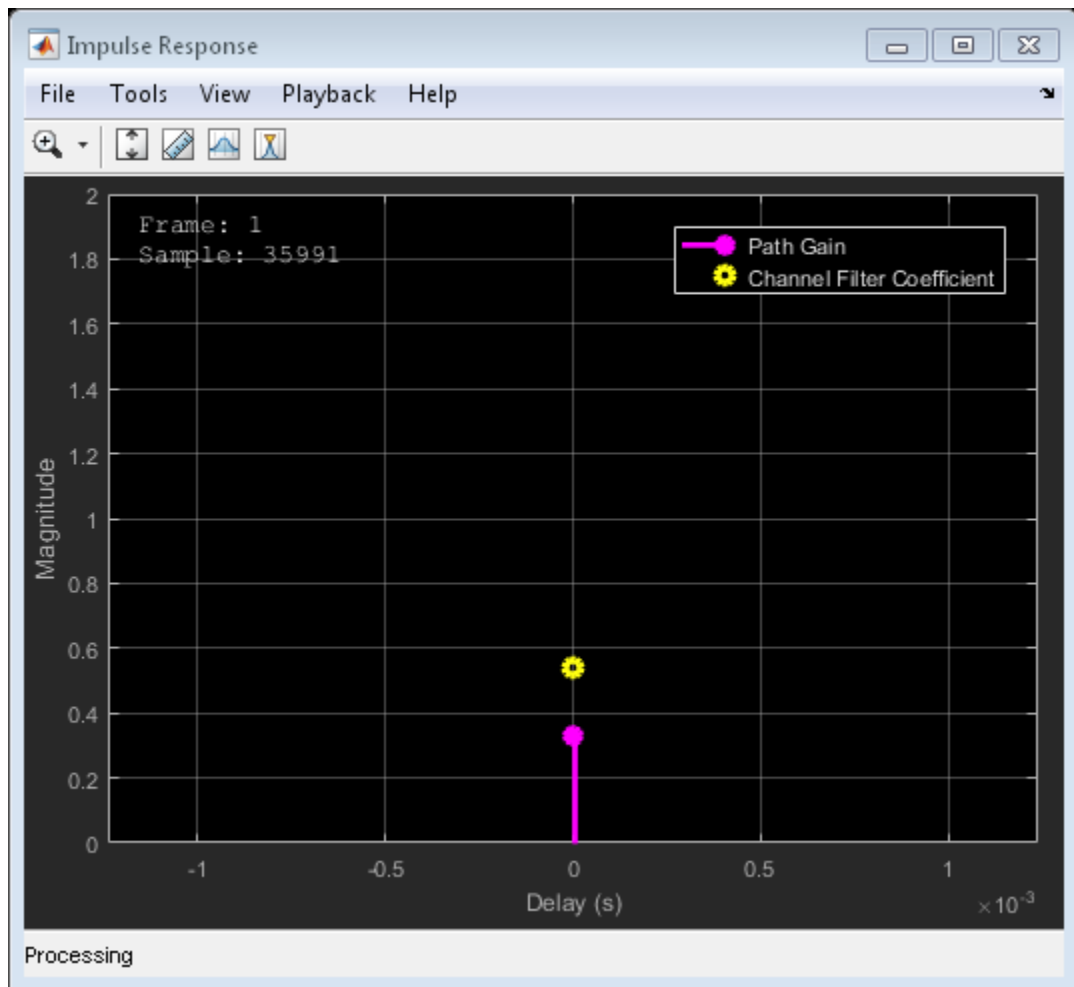 Impulse Response
File Tools View Playback Help
Frame: 1
Sample: 35991
Path Gain
Channel Filter Coefficient
Magnitude
2
1.8
1.6
1.4
1.2
1
0.8
0.6
0.4
0.2
0
-1 -0.5 0 0.5 1
Delay (s)
×10⁻³
Processing